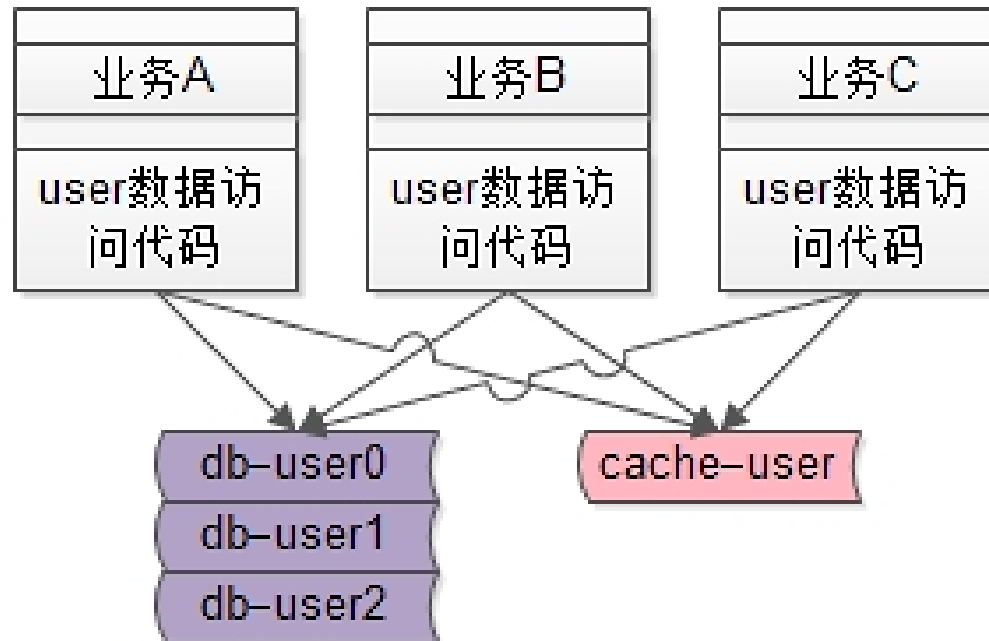 业务A
业务B
业务C
user数据访
问代码
user数据访
问代码
user数据访
问代码
db-user0
cache-user
db-user1
db-user2